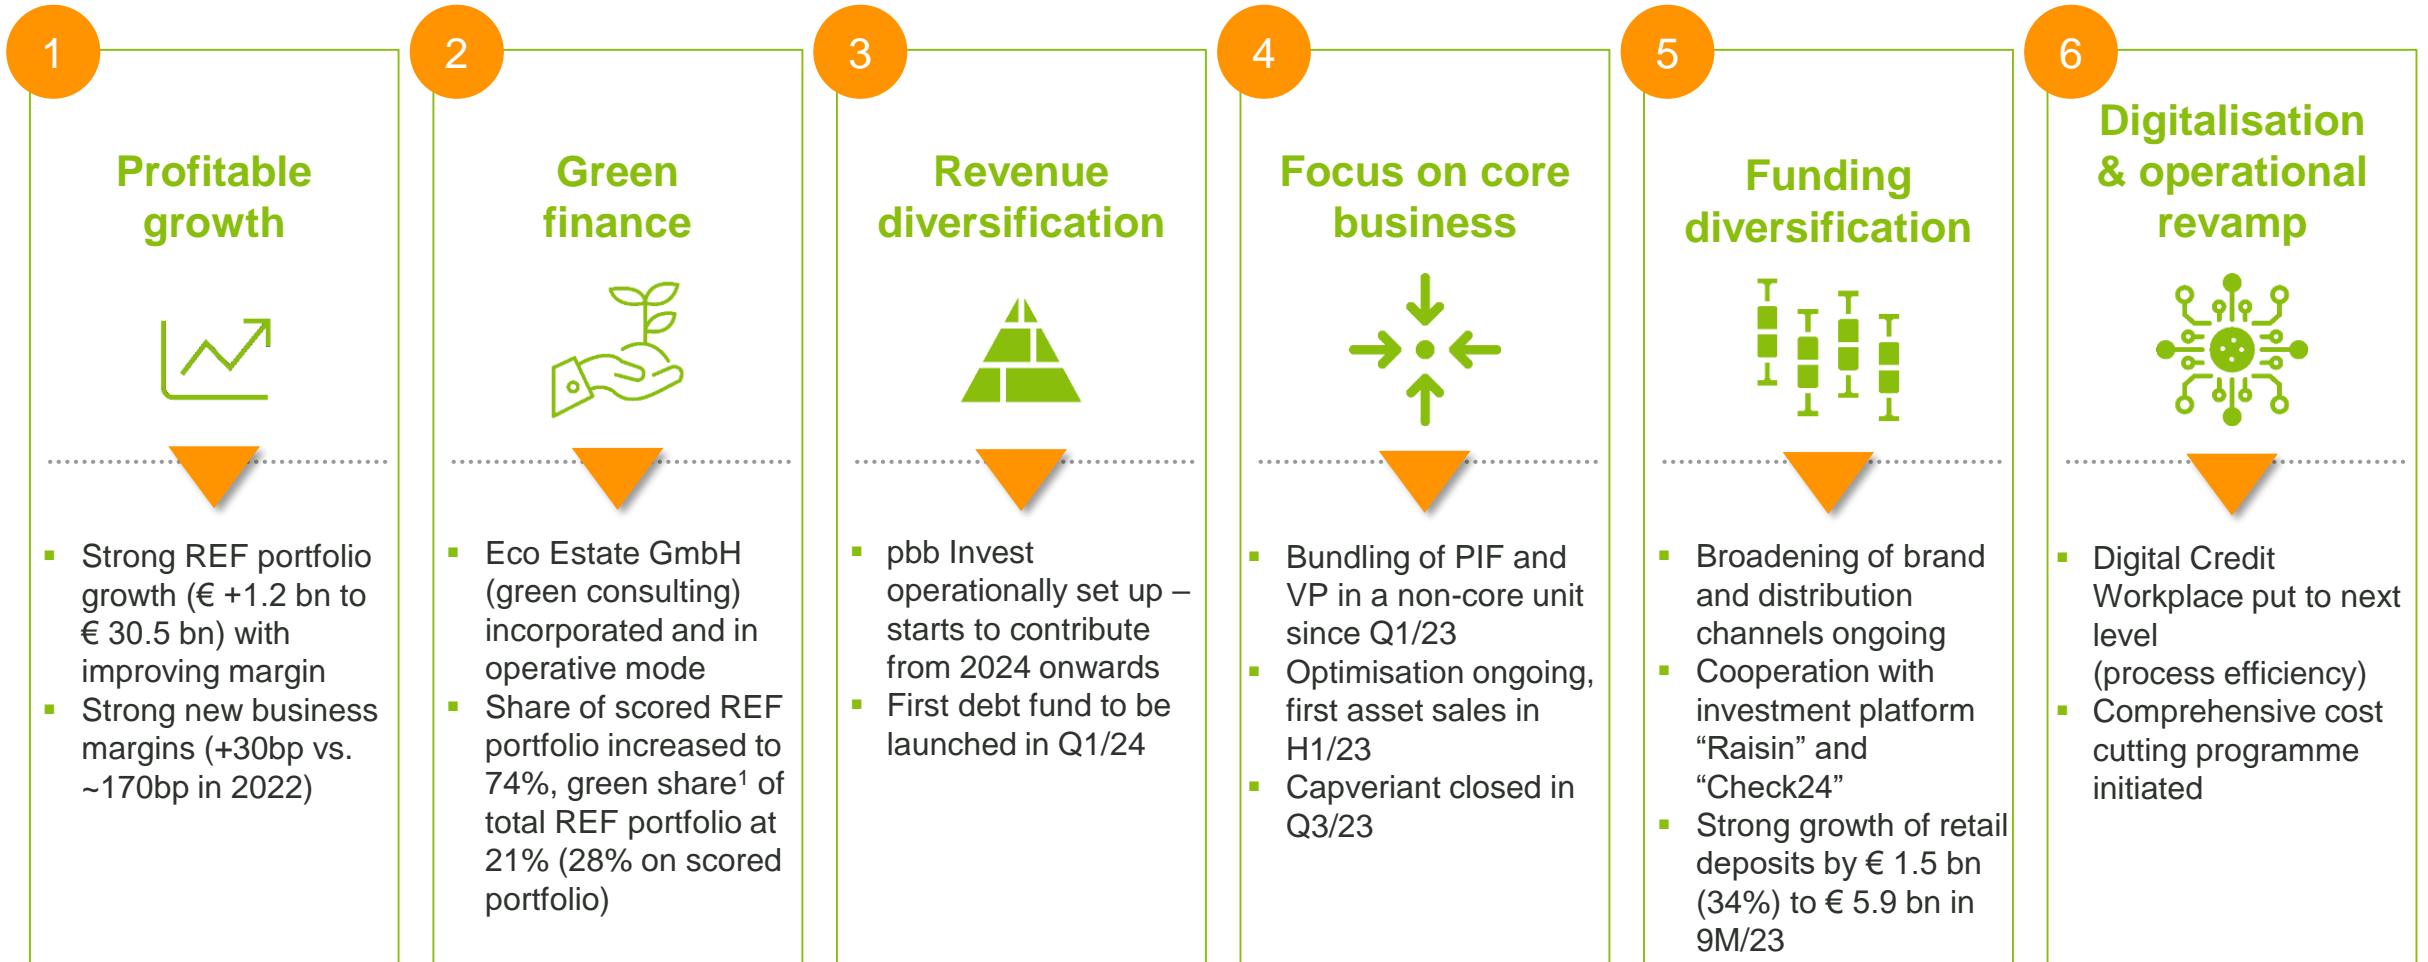 1
Profitable
growth
▪ Strong REF portfolio
growth (€ +1.2 bn to
€ 30.5 bn) with
improving margin
▪ Strong new business
margins (+30bp vs.
~170bp in 2022)
2
Green
finance
▪ Eco Estate GmbH
(green consulting)
incorporated and in
operative mode
▪ Share of scored REF
portfolio increased to
74%, green share¹ of
total REF portfolio at
21% (28% on scored
portfolio)
3
Revenue
diversification
▪ pbb Invest
operationally set up –
starts to contribute
from 2024 onwards
▪ First debt fund to be
launched in Q1/24
4
Focus on core
business
▪ Bundling of PIF and
VP in a non-core unit
since Q1/23
▪ Optimisation ongoing,
first asset sales in
H1/23
▪ Capveriant closed in
Q3/23
5
Funding
diversification
▪ Broadening of brand
and distribution
channels ongoing
▪ Cooperation with
investment platform
“Raisin” and
“Check24”
▪ Strong growth of retail
deposits by € 1.5 bn
(34%) to € 5.9 bn in
9M/23
6
Digitalisation
& operational
revamp
▪ Digital Credit
Workplace put to next
level
(process efficiency)
▪ Comprehensive cost
cutting programme
initiated